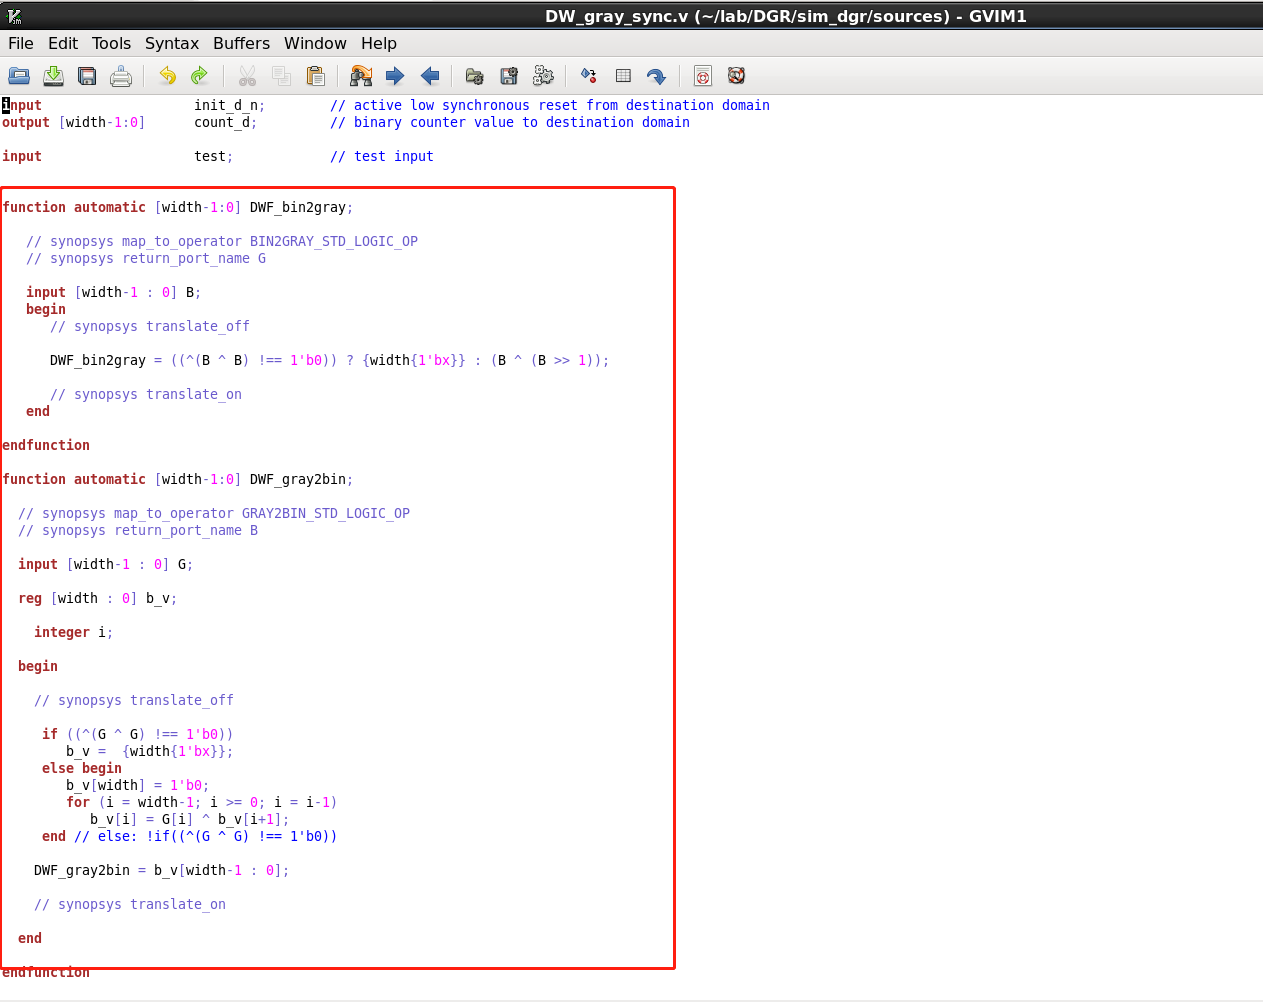 DW_gray_sync.v (~/lab/DGR/sim_dgr/sources) - GVIM1
File Edit Tools Syntax Buffers Window Help
input init_d_n; // active low synchronous reset from destination domain
output [width-1:0] count_d; // binary counter value to destination domain
input test; // test input
function automatic [width-1:0] DWF_bin2gray;
// synopsys map_to_operator BIN2GRAY_STD_LOGIC_OP
// synopsys return_port_name G
input [width-1 : 0] B;
begin
// synopsys translate_off
DWF_bin2gray = ((^(B ^ B) !== 1'b0)) ? {width{1'bx}} : (B ^ (B >> 1));
// synopsys translate_on
end
endfunction
function automatic [width-1:0] DWF_gray2bin;
// synopsys map_to_operator GRAY2BIN_STD_LOGIC_OP
// synopsys return_port_name B
input [width-1 : 0] G;
reg [width : 0] b_v;
integer i;
begin
// synopsys translate_off
if ((^(G ^ G) !== 1'b0))
b_v = {width{1'bx}};
else begin
b_v[width] = 1'b0;
for (i = width-1; i >= 0; i = i-1)
b_v[i] = G[i] ^ b_v[i+1];
end // else: !if((^(G ^ G) !== 1'b0))
DWF_gray2bin = b_v[width-1 : 0];
// synopsys translate_on
end
endfunction